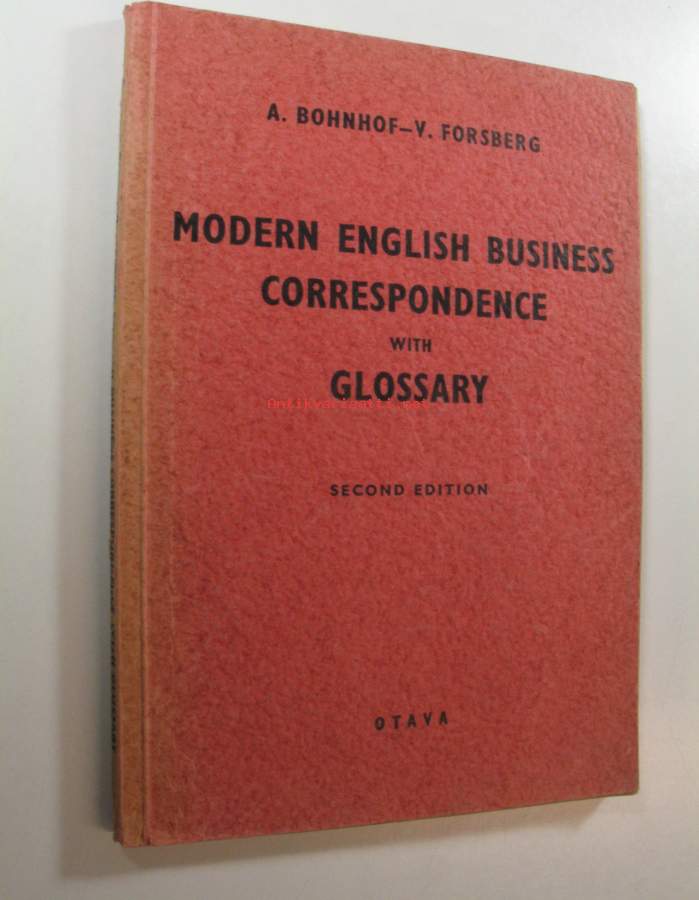 A. BOHNHOF–V. FORSBERG
MODERN ENGLISH BUSINESS
CORRESPONDENCE
WITH
GLOSSARY
SECOND EDITION
OTAVA